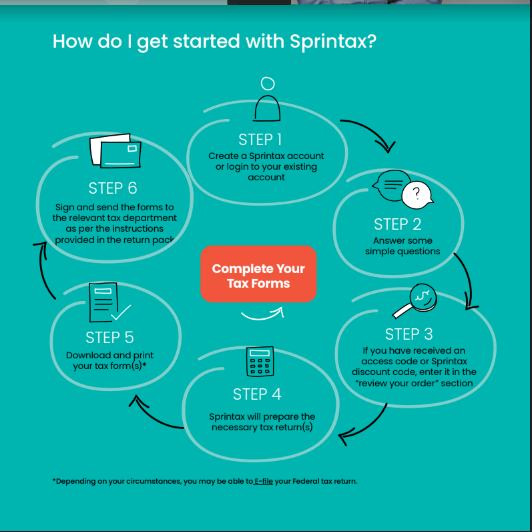 How do I get started with Sprintax?
STEP 1
Create a Sprintax account
or login to your existing
account
STEP 2
Answer some
simple questions
?
STEP 3
If you have received an
access code or Sprintax
discount code, enter it in the
"review your order" section
STEP 4
Sprintax will prepare the
necessary tax return(s)
STEP 5
Download and print
your tax form(s)*
STEP 6
Sign and send the forms to
the relevant tax department
as per the instructions
provided in the return pack
Complete Your
Tax Forms
*Depending on your circumstances, you may be able to E-file your Federal tax return.